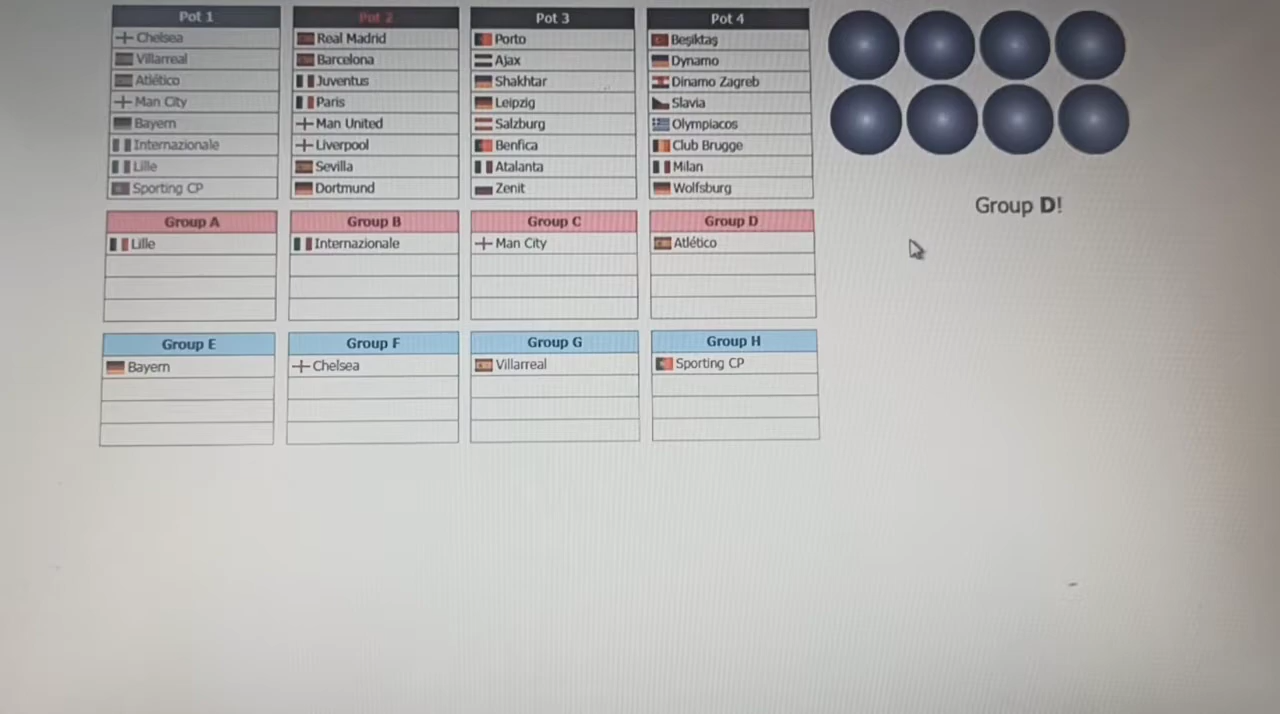 Pot 1
Chelsea
Villarreal
Atlético
Man City
Bayern
Internazionale
Lille
Sporting CP
Pot 2
Real Madrid
Barcelona
Juventus
Paris
Man United
Liverpool
Sevilla
Dortmund
Pot 3
Porto
Ajax
Shakhtar
Leipzig
Salzburg
Benfica
Atalanta
Zenit
Pot 4
Beşiktaş
Dynamo
Dinamo Zagreb
Slavia
Olympiacos
Club Brugge
Milan
Wolfsburg
Group D!
Group A
Lille
Group B
Internazionale
Group C
Man City
Group D
Atlético
Group E
Bayern
Group F
Chelsea
Group G
Villarreal
Group H
Sporting CP